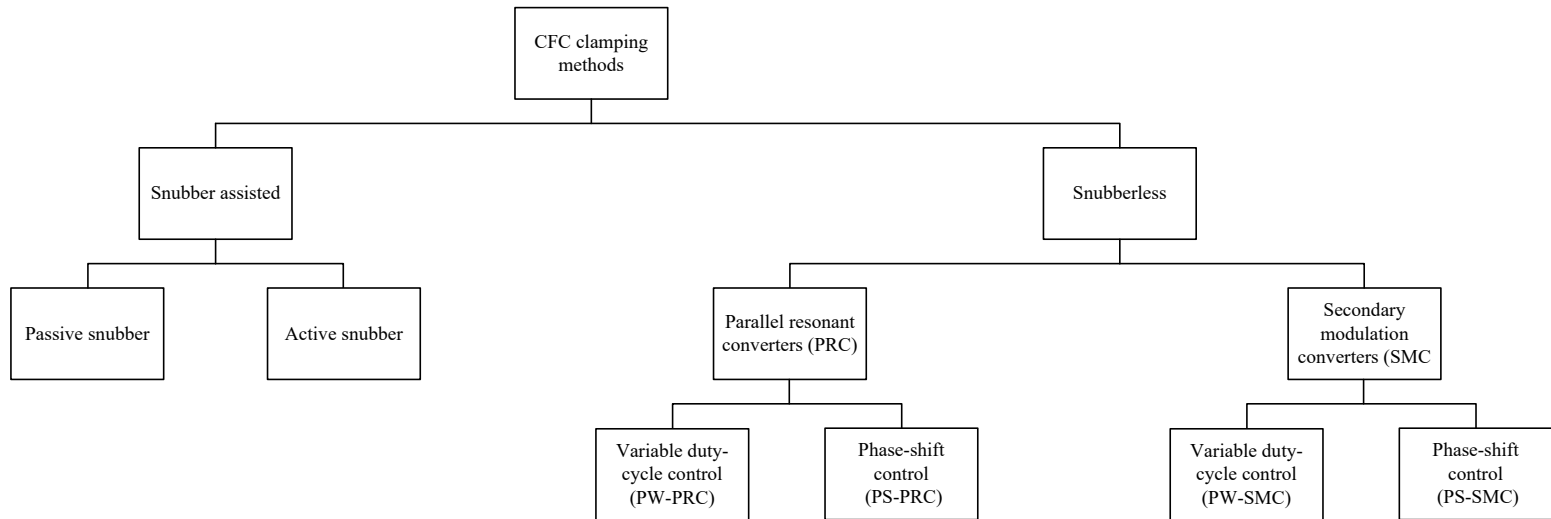 CFC clamping
methods
Snubber assisted
Snubberless
Passive snubber
Active snubber
Parallel resonant
converters (PRC)
Secondary
modulation
converters (SMC
Variable duty-
cycle control
(PW-PRC)
Phase-shift
control
(PS-PRC)
Variable duty-
cycle control
(PW-SMC)
Phase-shift
control
(PS-SMC)